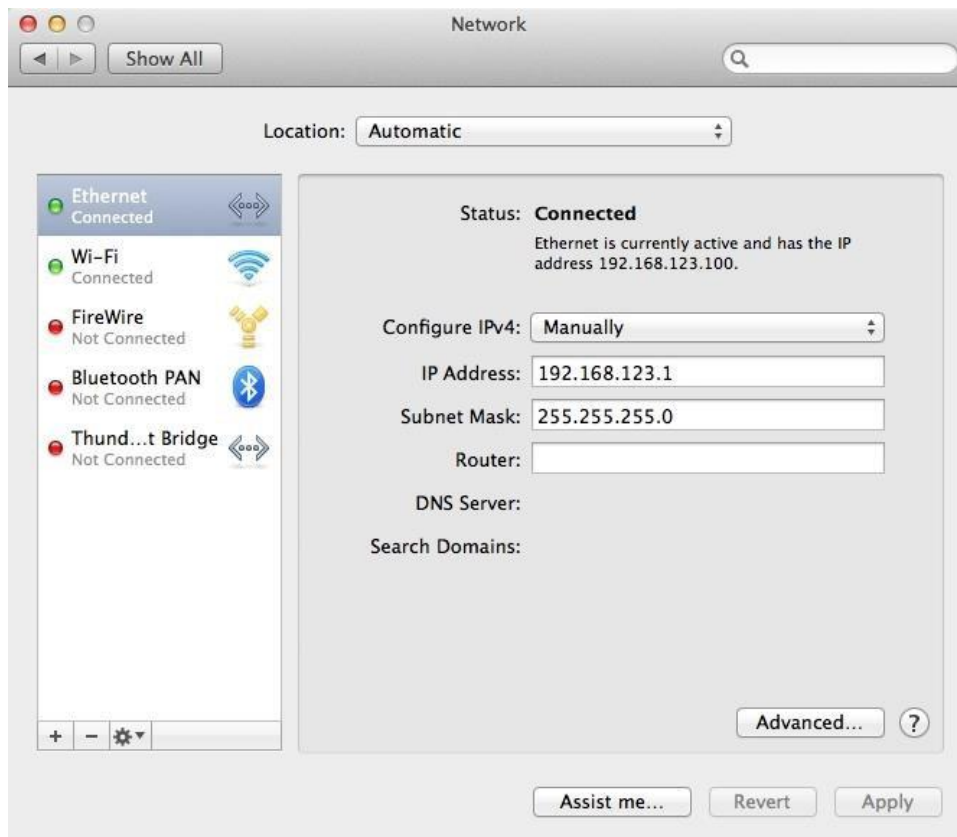 Network
Show All
Location: Automatic
Ethernet
Connected
Wi-Fi
Connected
FireWire
Not Connected
Bluetooth PAN
Not Connected
Thund...t Bridge
Not Connected
Status: Connected
Ethernet is currently active and has the IP
address 192.168.123.100.
Configure IPv4: Manually
IP Address: 192.168.123.1
Subnet Mask: 255.255.255.0
Router:
DNS Server:
Search Domains:
Advanced... ?
+ -
Assist me... Revert Apply